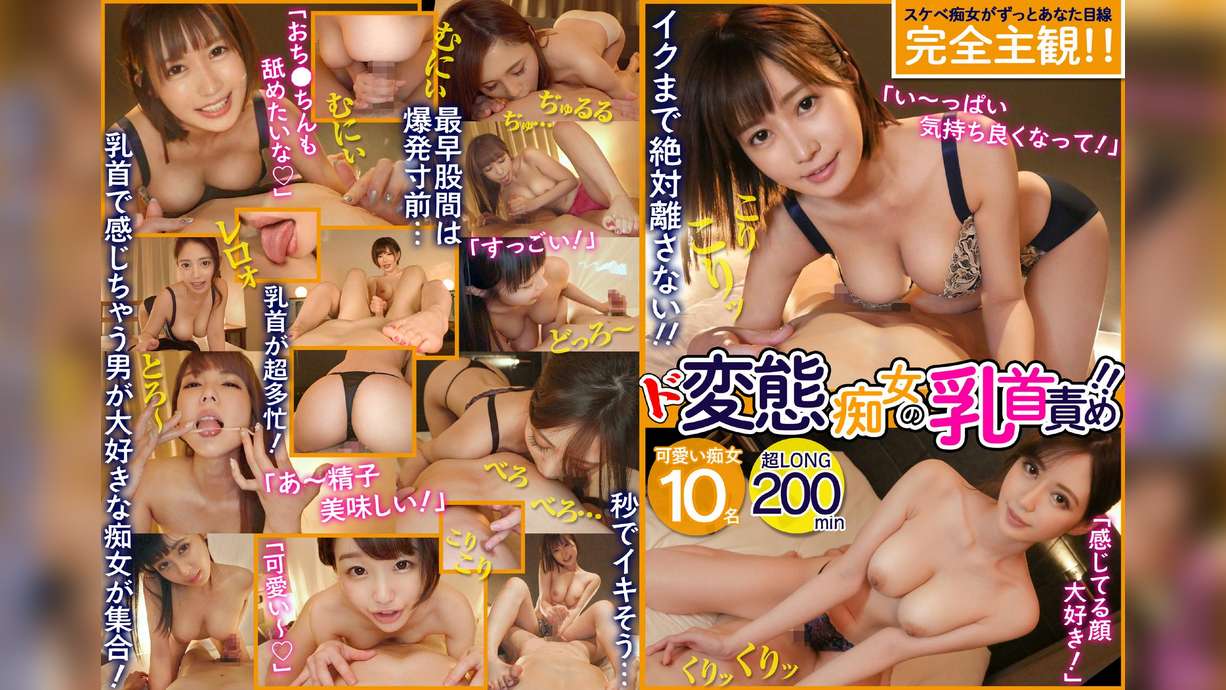 スケベ痴女がずっとあなた目線
完全主観!!
イクまで絶対離さない!!
「い〜っぱい
気持ち良くなって!」
こり
こりッ
ド変態痴女の乳首責め!!
可愛い痴女
10名
超LONG
200
min
「感じてる顔
大好き!」
くりッくりッ
「おち●ちんも
舐めたいな♡」
むにぃ
むにぃ
最早股間は
爆発寸前…
ぢゅ…ぢゅるる
乳首で感じちゃう男が大好きな痴女が集合!
レロォ
乳首が超多忙!
「すっごい!」
どっろ〜
とろ〜
「あ〜精子
美味しい!」
べろ
べろ…
秒でイキそう…
「可愛い〜♡」
こり
こり